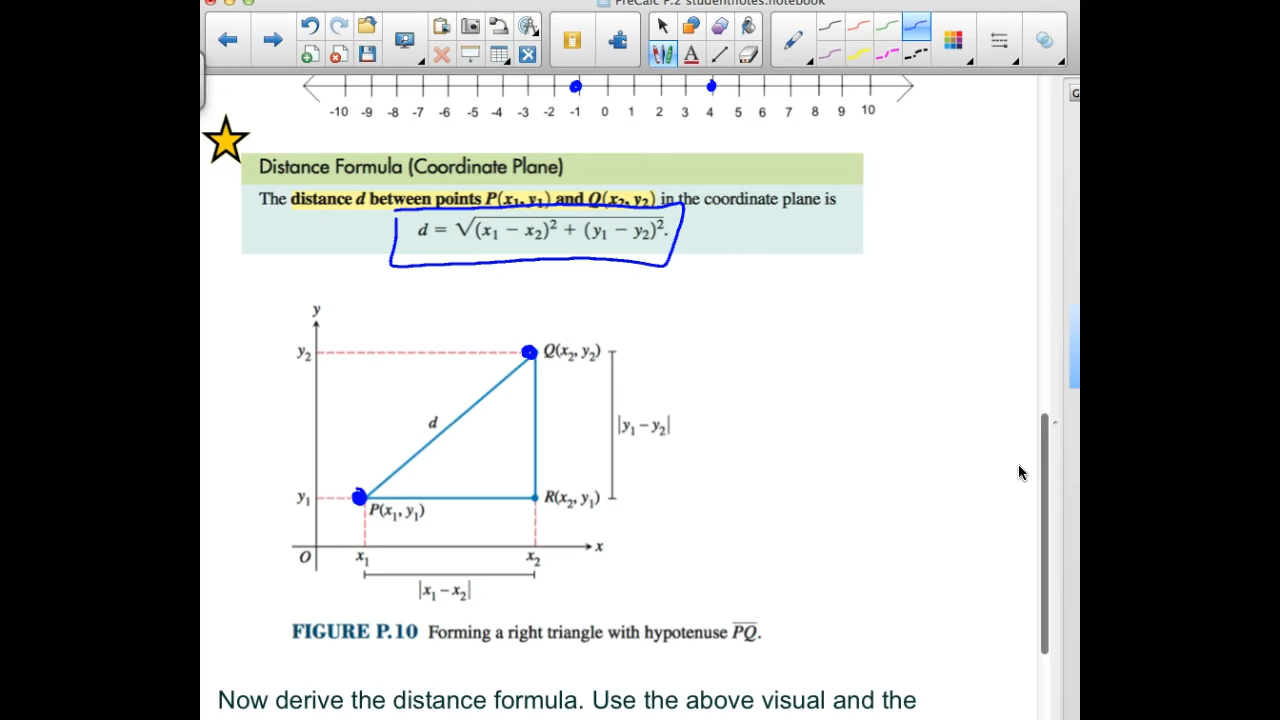 PreCalc P.2 studentnotes.notebook
A
G
-10 -9 -8 -7 -6 -5 -4 -3 -2 -1 0 1 2 3 4 5 6 7 8 9 10
Distance Formula (Coordinate Plane)
The distance d between points P(x₁, y₁) and Q(x₂, y₂) in the coordinate plane is
d = √(x₁ − x₂)² + (y₁ − y₂)².
y
y₂ Q(x₂, y₂)
d |y₁ − y₂|
y₁ R(x₂, y₁)
P(x₁, y₁)
O x₁ x₂ x
|x₁ − x₂|
FIGURE P.10 Forming a right triangle with hypotenuse P̅Q̅.
Now derive the distance formula. Use the above visual and the